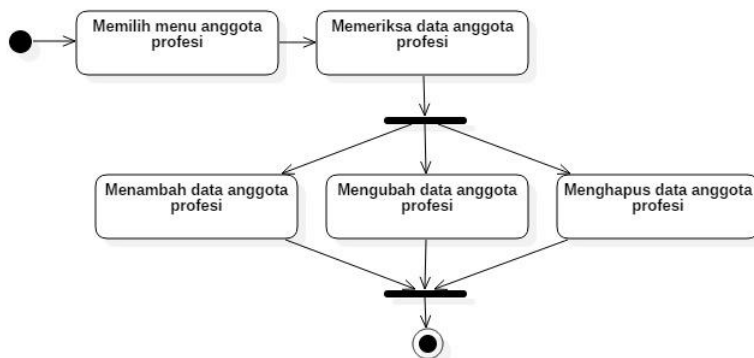 Memilih menu anggota
profesi
Memeriksa data anggota
profesi
Menambah data anggota
profesi
Mengubah data anggota
profesi
Menghapus data anggota
profesi